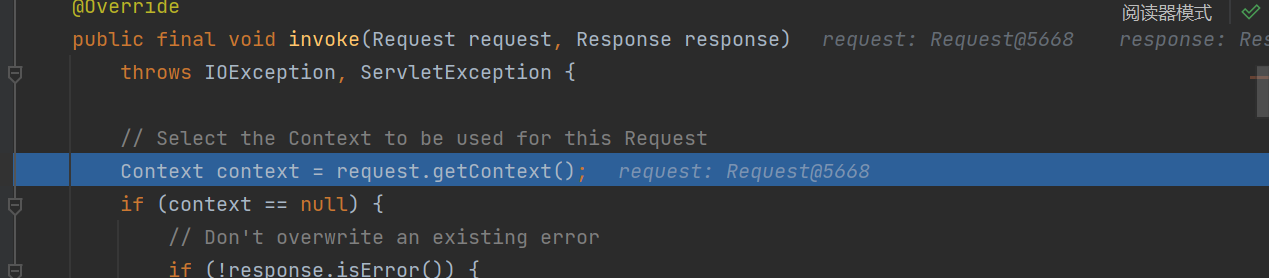 @Override
阅读器模式
public final void invoke(Request request, Response response) request: Request@5668 response: Res
throws IOException, ServletException {
// Select the Context to be used for this Request
Context context = request.getContext(); request: Request@5668
if (context == null) {
// Don't overwrite an existing error
if (!response.isError()) {